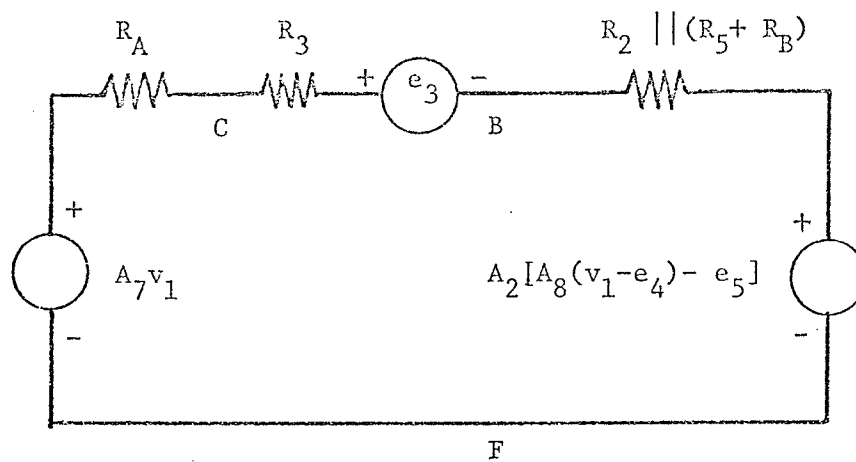 R_A R_3 R_2 ||(R_5+ R_B)
+ e_3 -
C B
+ +
A_7v_1 A_2[A_8(v_1-e_4)- e_5]
- -
F